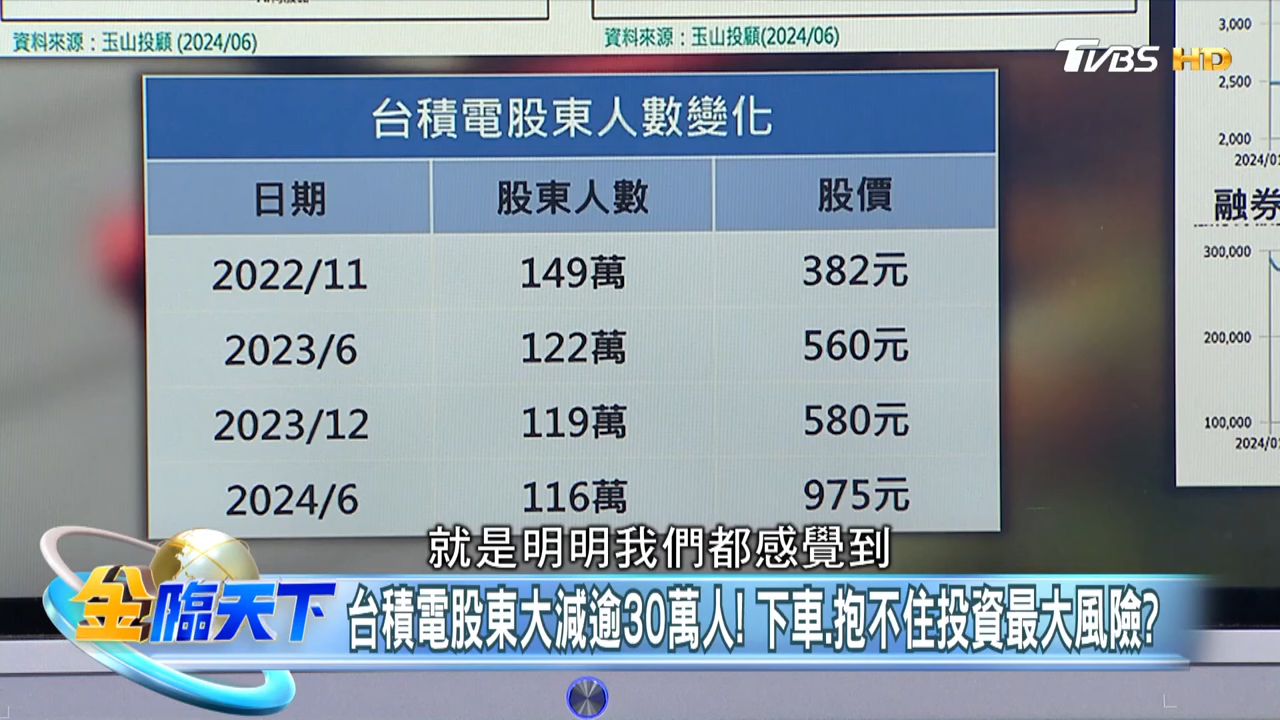 資料來源：玉山投顧 (2024/06)
資料來源：玉山投顧(2024/06)
TVBS HD
3,000
2,500
2,000
2024/01
台積電股東人數變化
日期 股東人數 股價
2022/11 149萬 382元
2023/6 122萬 560元
2023/12 119萬 580元
2024/6 116萬 975元
融券
300,000
200,000
100,000
2024/01
就是明明我們都感覺到
金臨天下
台積電股東大減逾30萬人! 下車.抱不住投資最大風險?